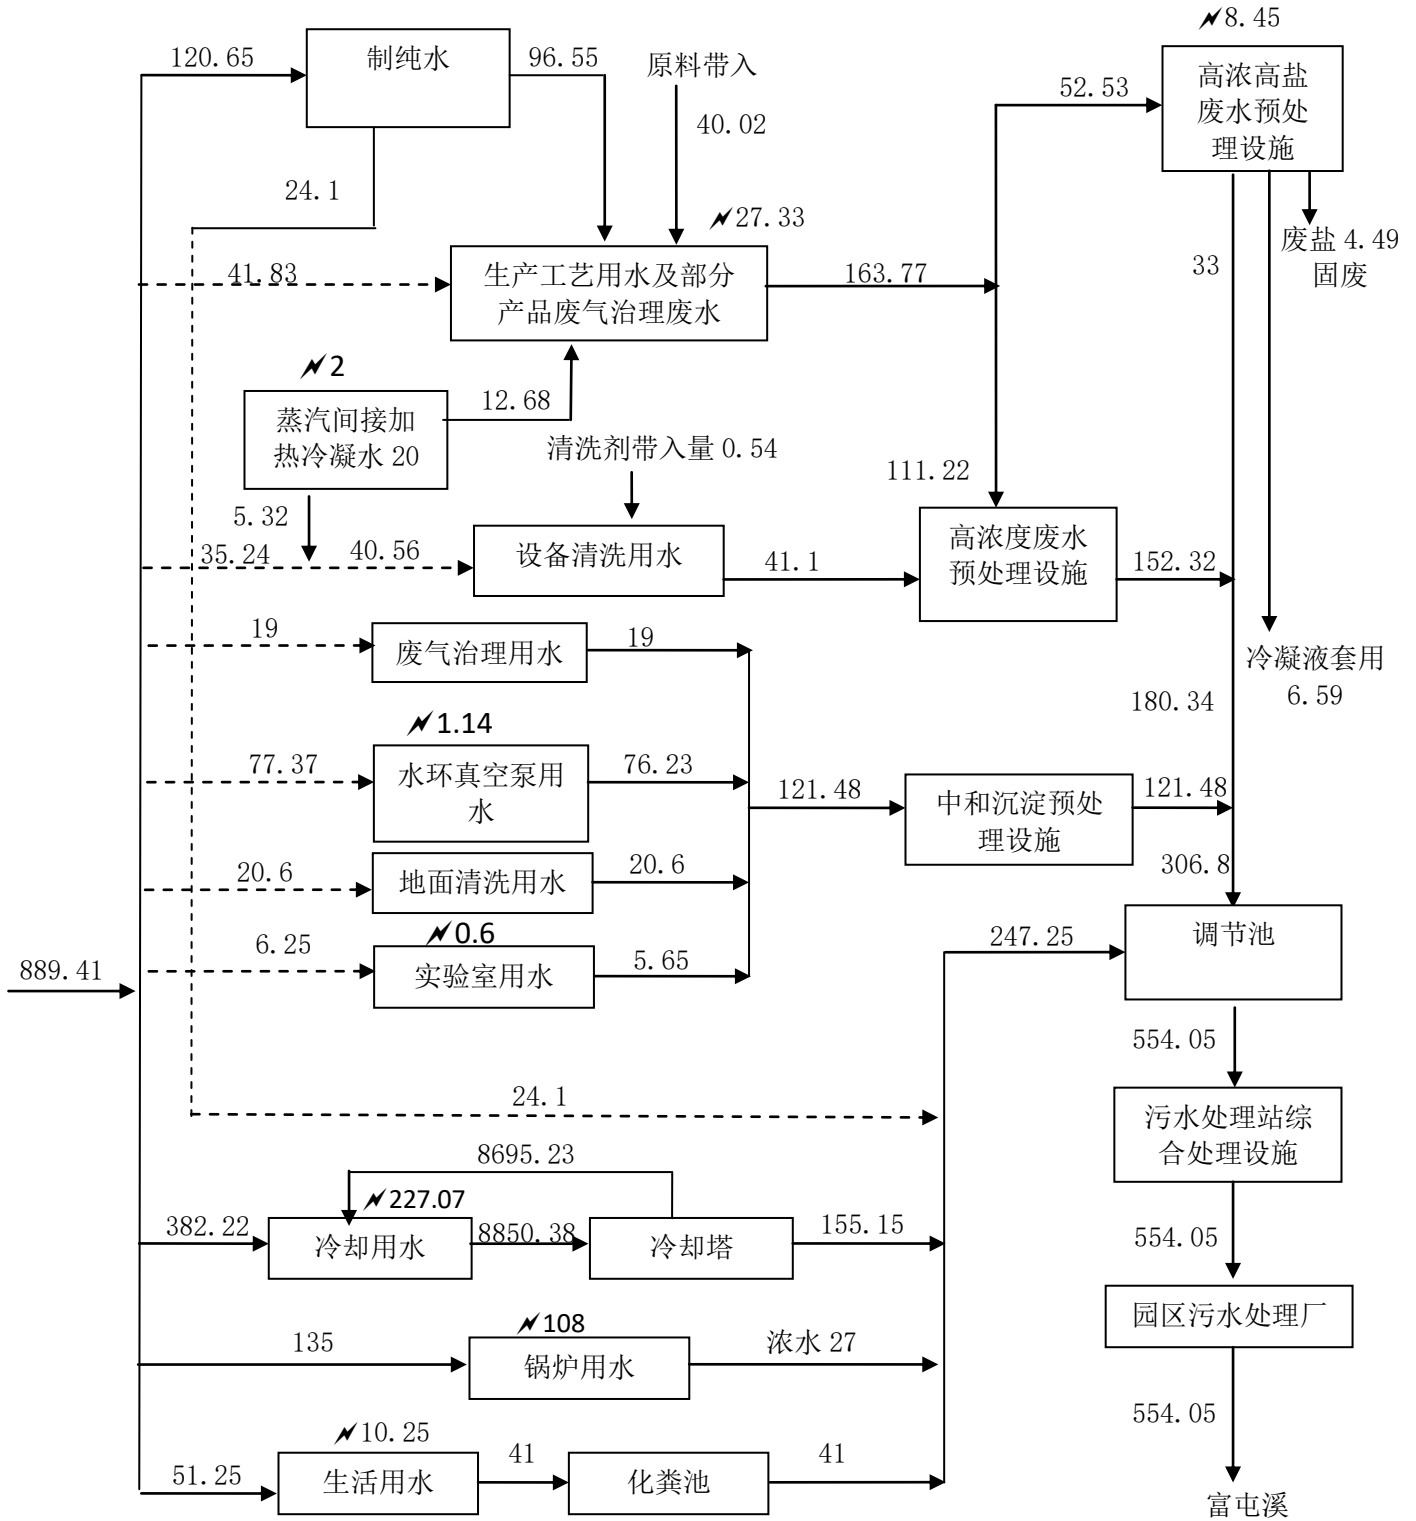 8.45
120.65
制纯水
96.55
原料带入
40.02
52.53
高浓高盐
废水预处
理设施
24.1
27.33
33
废盐 4.49
固废
41.83
生产工艺用水及部分
产品废气治理废水
163.77
2
蒸汽间接加
热冷凝水 20
12.68
清洗剂带入量 0.54
111.22
5.32
35.24
40.56
设备清洗用水
41.1
高浓度废水
预处理设施
152.32
19
废气治理用水
19
冷凝液套用
6.59
180.34
1.14
77.37
水环真空泵用
水
76.23
121.48
中和沉淀预处
理设施
121.48
20.6
地面清洗用水
20.6
306.8
0.6
6.25
实验室用水
5.65
247.25
调节池
889.41
554.05
24.1
污水处理站综
合处理设施
8695.23
227.07
382.22
冷却用水
8850.38
冷却塔
155.15
554.05
108
135
锅炉用水
浓水 27
园区污水处理厂
10.25
51.25
生活用水
41
化粪池
41
554.05
富屯溪